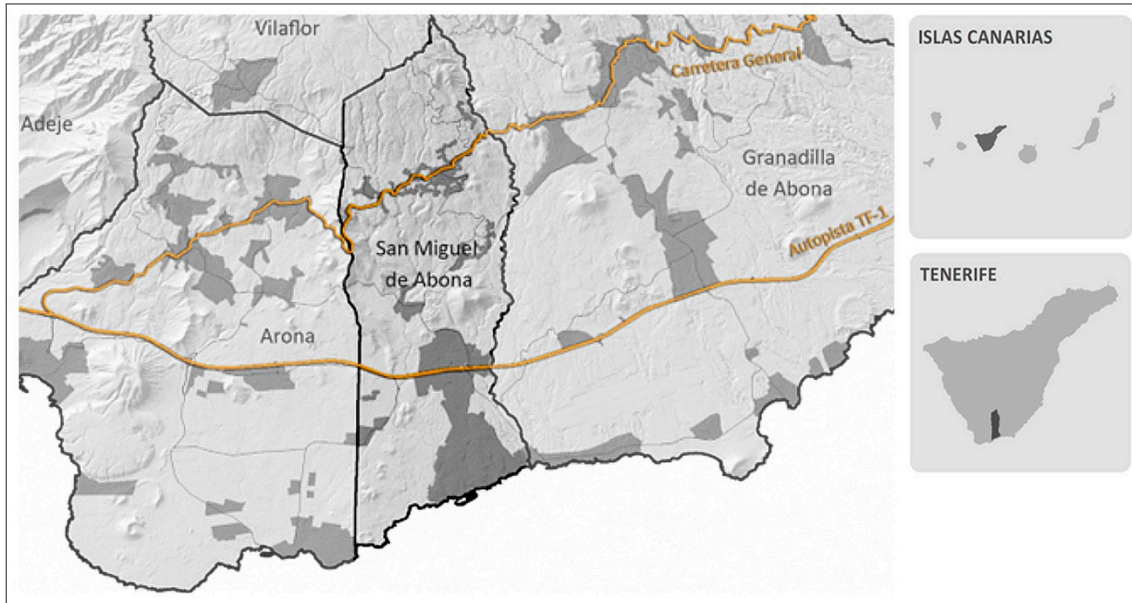 Vilaflor
Carretera General
Adeje
Granadilla
de Abona
San Miguel
de Abona
Autopista TF-1
Arona
ISLAS CANARIAS
TENERIFE